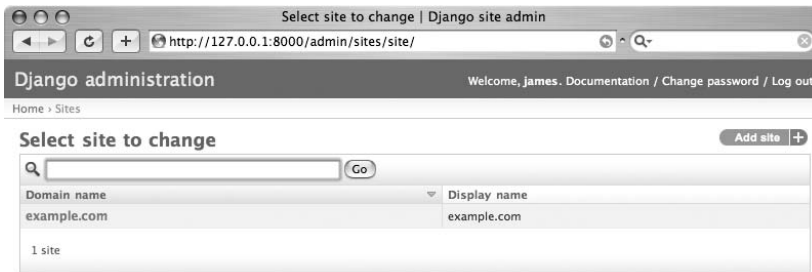 Select site to change | Django site admin
http://127.0.0.1:8000/admin/sites/site/
Q▾
Django administration
Welcome, james. Documentation / Change password / Log out
Home › Sites
Select site to change
Add site +
Go
Domain name
Display name
example.com
example.com
1 site